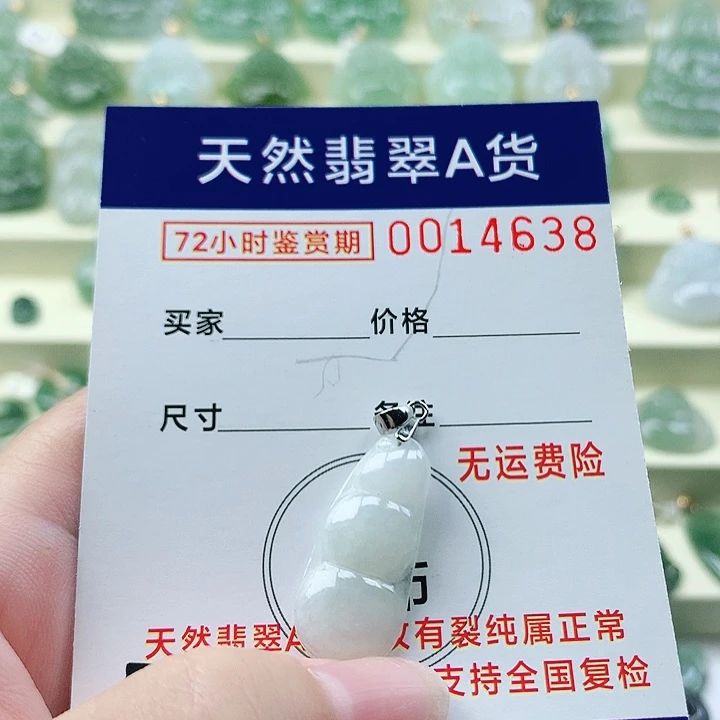 天然翡翠A货
72小时鉴赏期 0014638
买家 价格
尺寸 备注
无运费险
天然翡翠A 有裂纯属正常
支持全国复检